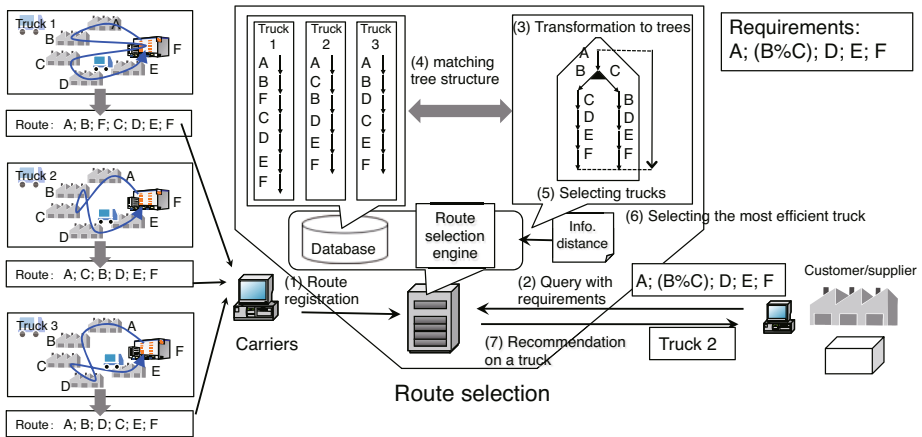 Truck 1
A
B
F
C
E
D
Route: A; B; F; C; D; E; F
Truck 2
A
B
F
C
E
D
Route: A; C; B; D; E; F
Truck 3
A
B
F
C
E
D
Route: A; B; D; C; E; F
Truck
1
A
B
F
C
D
E
F
Truck
2
A
C
B
D
E
F
Truck
3
A
B
D
C
E
F
(4) matching
tree structure
(3) Transformation to trees
A
B
C
C
D
E
F
B
D
E
F
Requirements:
A; (B%C); D; E; F
(5) Selecting trucks
(6) Selecting the most efficient truck
Database
Route
selection
engine
Info.
distance
(1) Route
registration
Carriers
(2) Query with
requirements
A; (B%C); D; E; F
Customer/supplier
(7) Recommendation
on a truck
Truck 2
Route selection